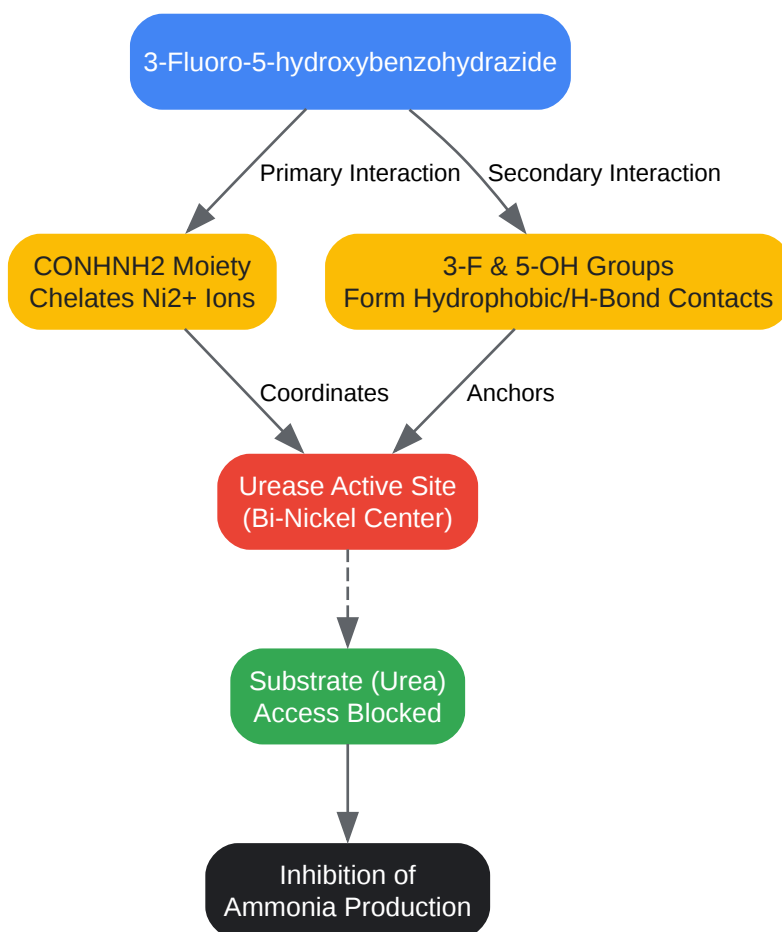 3-Fluoro-5-hydroxybenzohydrazide
Primary Interaction
Secondary Interaction
CONHNH2 Moiety
Chelates Ni2+ Ions
3-F & 5-OH Groups
Form Hydrophobic/H-Bond Contacts
Coordinates
Anchors
Urease Active Site
(Bi-Nickel Center)
Substrate (Urea)
Access Blocked
Inhibition of
Ammonia Production